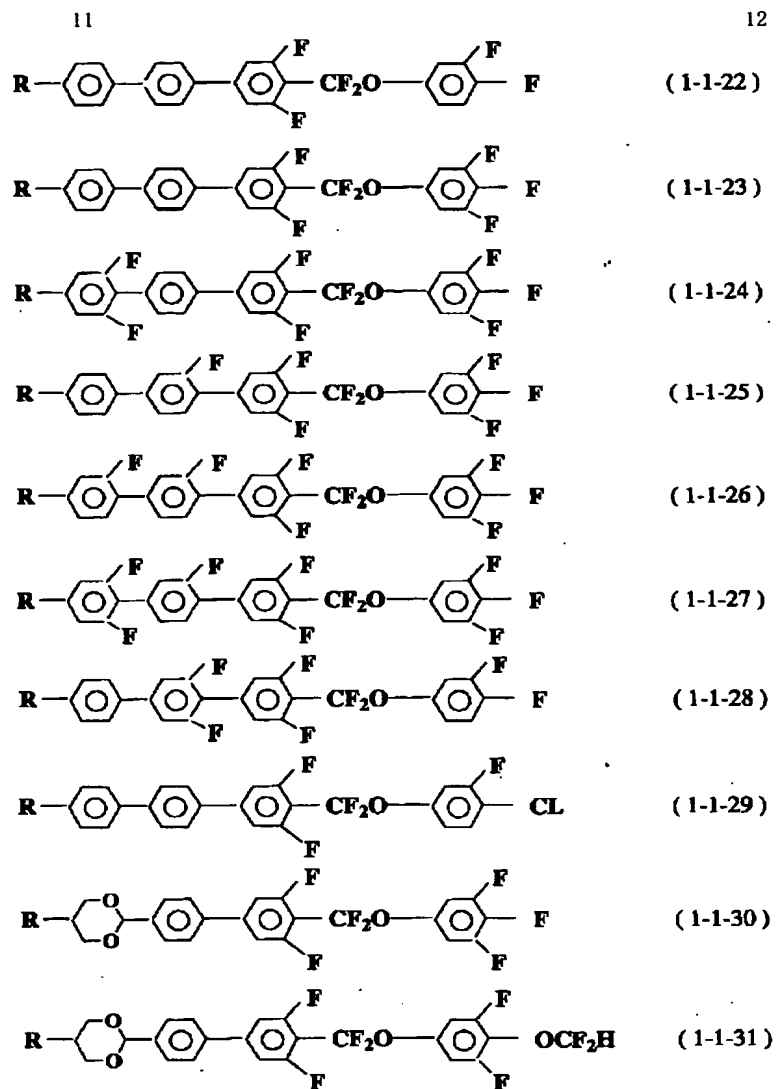 11 12
F F
R CF₂O F (1-1-22)
F
F F
R CF₂O F (1-1-23)
F F
F F F
R CF₂O F (1-1-24)
F F F
F F F
R CF₂O F (1-1-25)
F F
F F F F
R CF₂O F (1-1-26)
F F
F F F F
R CF₂O F (1-1-27)
F F F
F F F
R CF₂O F (1-1-28)
F F
F F
R CF₂O CL (1-1-29)
F
O F F
R CF₂O F (1-1-30)
O F F
O F F
R CF₂O OCF₂H (1-1-31)
O F F